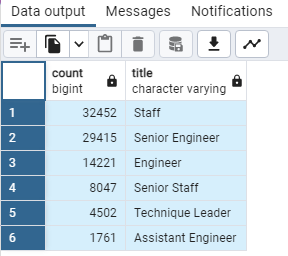 Data output Messages Notifications
count title
bigint character varying
1 32452 Staff
2 29415 Senior Engineer
3 14221 Engineer
4 8047 Senior Staff
5 4502 Technique Leader
6 1761 Assistant Engineer